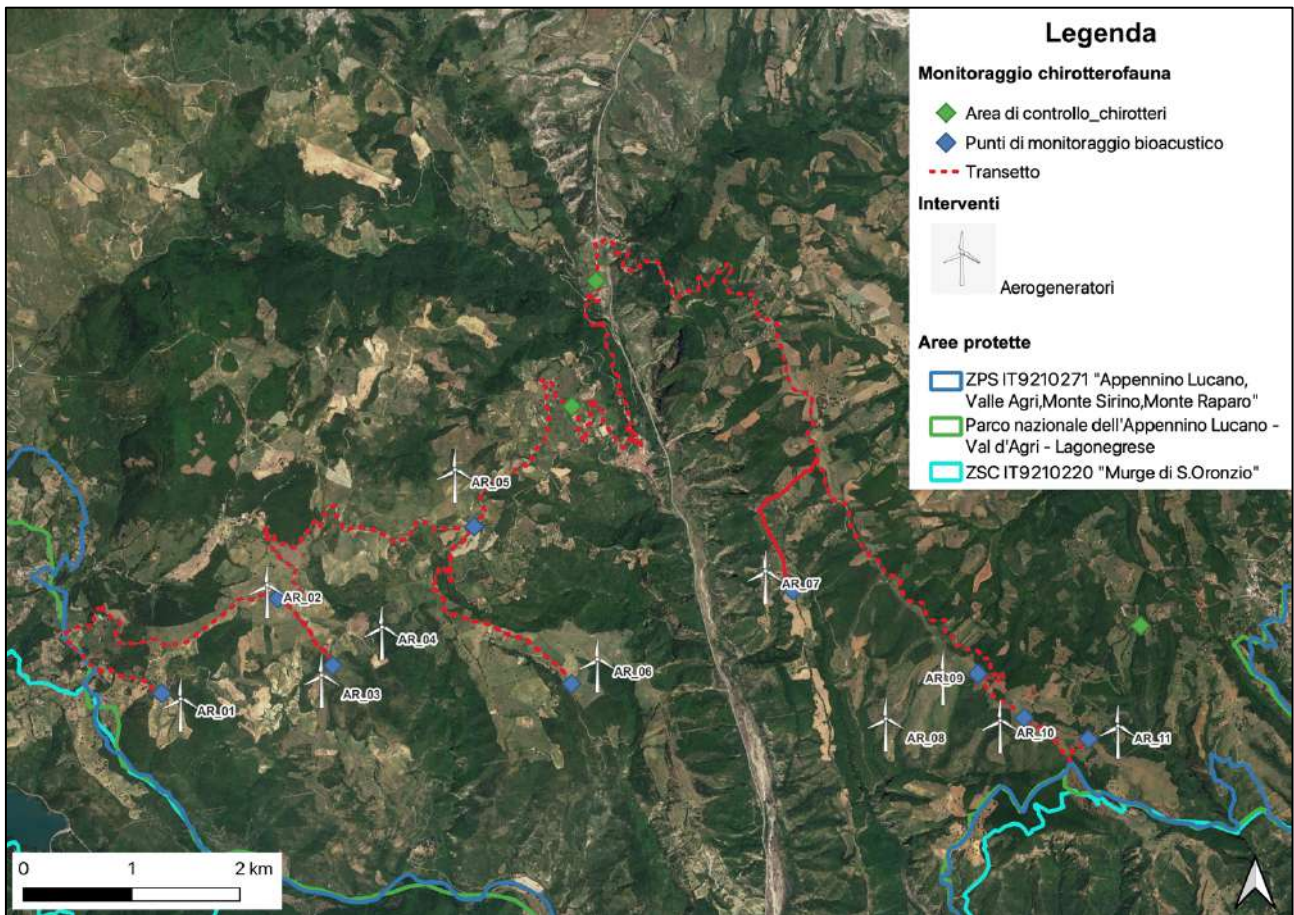 Legenda
Monitoraggio chirotterofauna
Area di controllo_chirotteri
Punti di monitoraggio bioacustico
Transetto
Interventi
Aerogeneratori
Aree protette
ZPS IT9210271 "Appennino Lucano,
Valle Agri,Monte Sirino,Monte Raparo"
Parco nazionale dell'Appennino Lucano -
Val d'Agri - Lagonegrese
ZSC IT9210220 "Murge di S.Oronzio"
AR_05
AR_07
AR_02
AR_04
AR_06
AR_09
AR_03
AR_01
AR_08
AR_10
AR_11
0 1 2 km